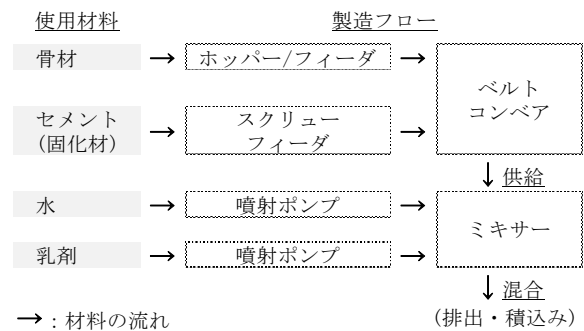 使用材料
製造フロー
骨材
ホッパー/フィーダ
ベルト
コンベア
セメント
(固化材)
スクリュー
フィーダ
供給
水
噴射ポンプ
ミキサー
乳剤
噴射ポンプ
混合
(排出・積込み)
→：材料の流れ